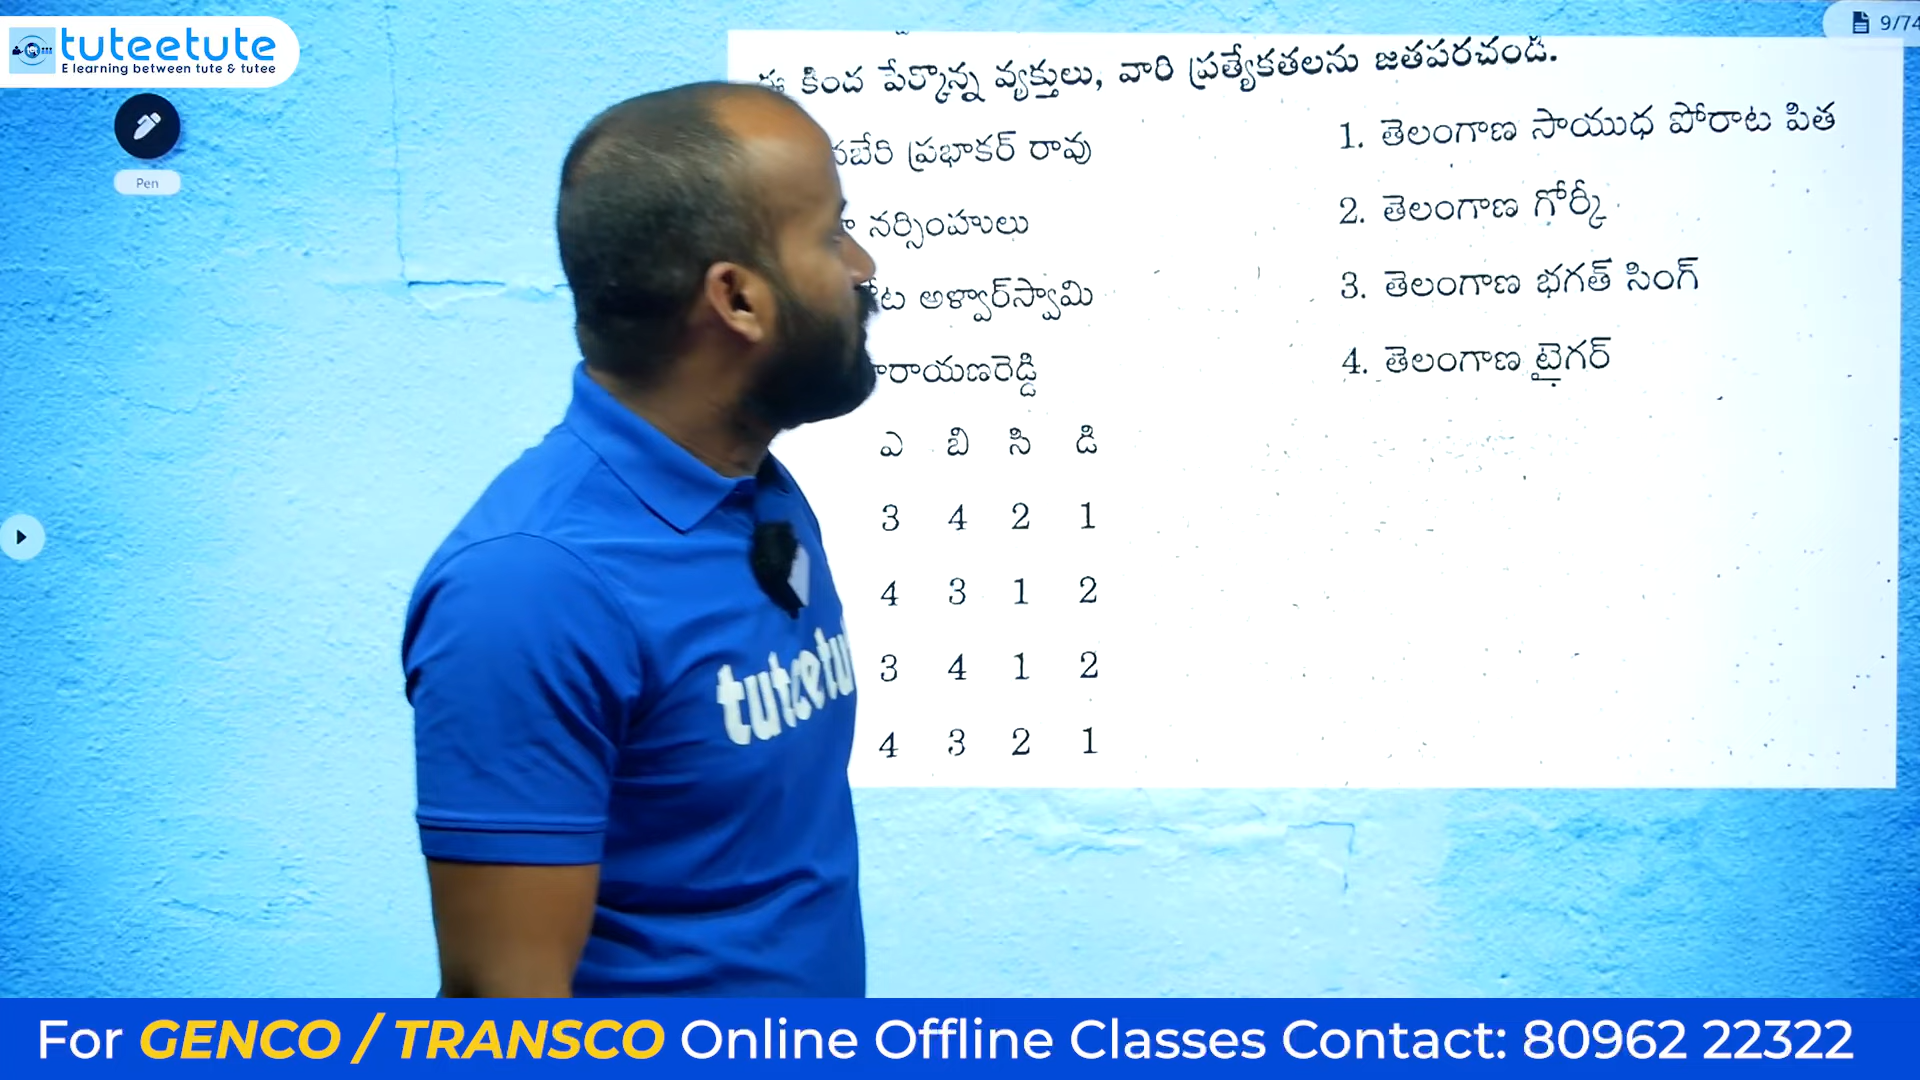 tuteetute
E learning between tute & tutee
Pen
9/74
కింద పేర్కొన్న వ్యక్తులు, వారి ప్రత్యేకతలను జతపరచండి.
ప్రభాకర్ రావు
1. తెలంగాణ సాయుధ పోరాట పిత
నర్సింహులు
2. తెలంగాణ గోర్కీ
అళ్వార్‌స్వామి
3. తెలంగాణ భగత్ సింగ్
4. తెలంగాణ టైగర్
ఎ బి సి డి
3 4 2 1
4 3 1 2
3 4 1 2
4 3 2 1
For GENCO / TRANSCO Online Offline Classes Contact: 80962 22322